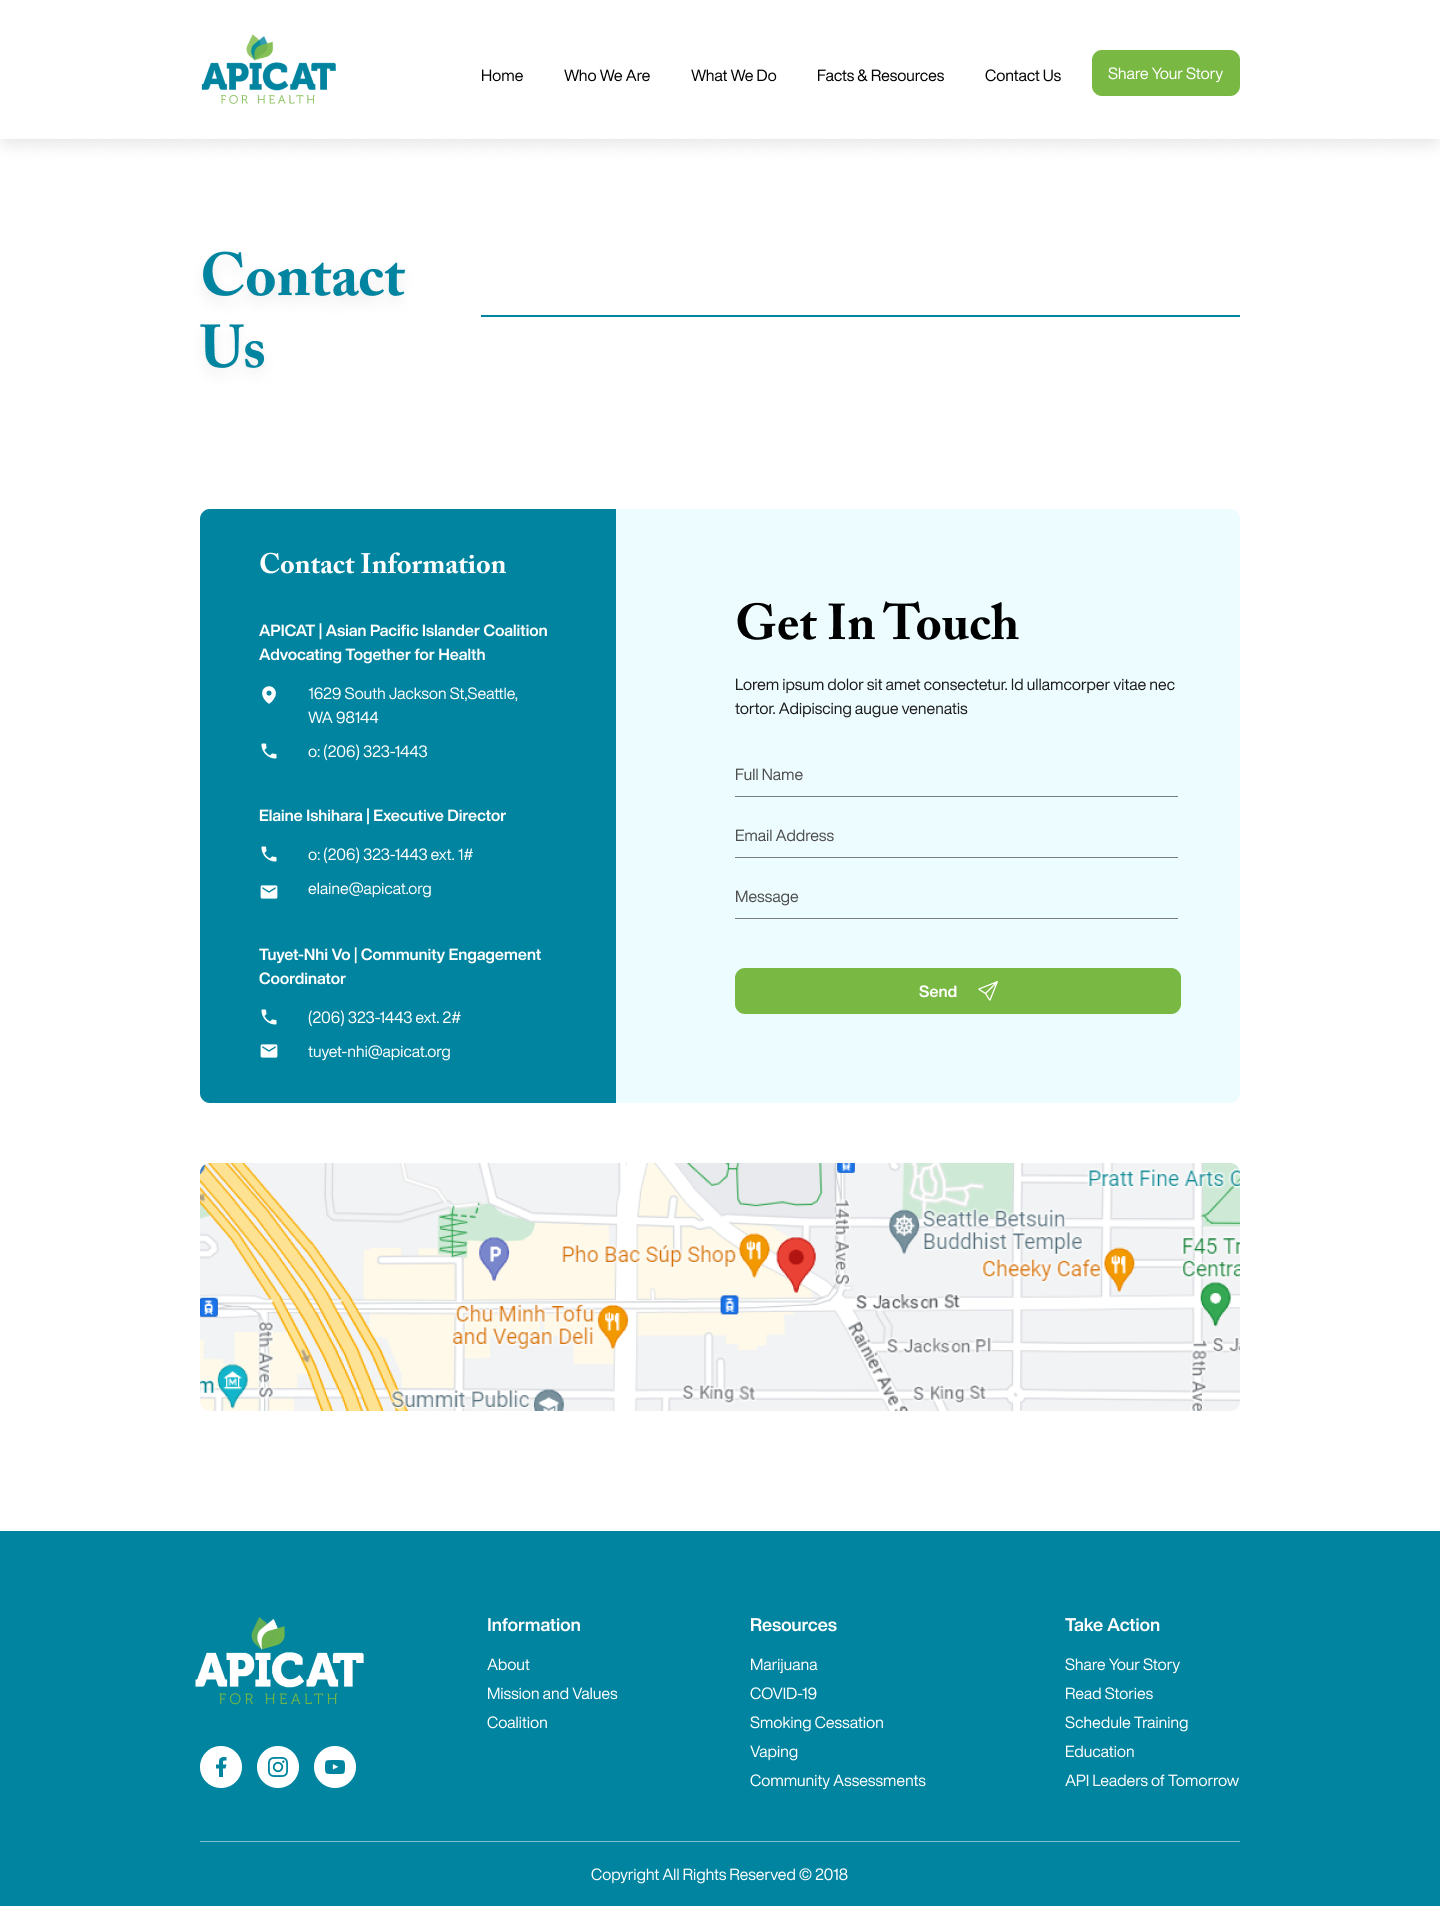 APICAT
FOR HEALTH
Home
Who We Are
What We Do
Facts & Resources
Contact Us
Share Your Story
Contact
Us
Contact Information
APICAT | Asian Pacific Islander Coalition
Advocating Together for Health
1629 South Jackson St,Seattle,
WA 98144
o: (206) 323-1443
Elaine Ishihara | Executive Director
o: (206) 323-1443 ext. 1#
elaine@apicat.org
Tuyet-Nhi Vo | Community Engagement
Coordinator
(206) 323-1443 ext. 2#
tuyet-nhi@apicat.org
Get In Touch
Lorem ipsum dolor sit amet consectetur. Id ullamcorper vitae nec
tortor. Adipiscing augue venenatis
Full Name
Email Address
Message
Send
Pratt Fine Arts C
14th Ave S
Seattle Betsuin
Buddhist Temple
P
Pho Bac Súp Shop
Cheeky Cafe
F45 Tr
Centra
S Jackson St
Chu Minh Tofu
and Vegan Deli
8th Ave S
Rainier Ave S
S Jackson Pl
S Ja
18th Ave
m
Summit Public
S King St
S King St
APICAT
FOR HEALTH
Information
About
Mission and Values
Coalition
Resources
Marijuana
COVID-19
Smoking Cessation
Vaping
Community Assessments
Take Action
Share Your Story
Read Stories
Schedule Training
Education
API Leaders of Tomorrow
Copyright All Rights Reserved © 2018